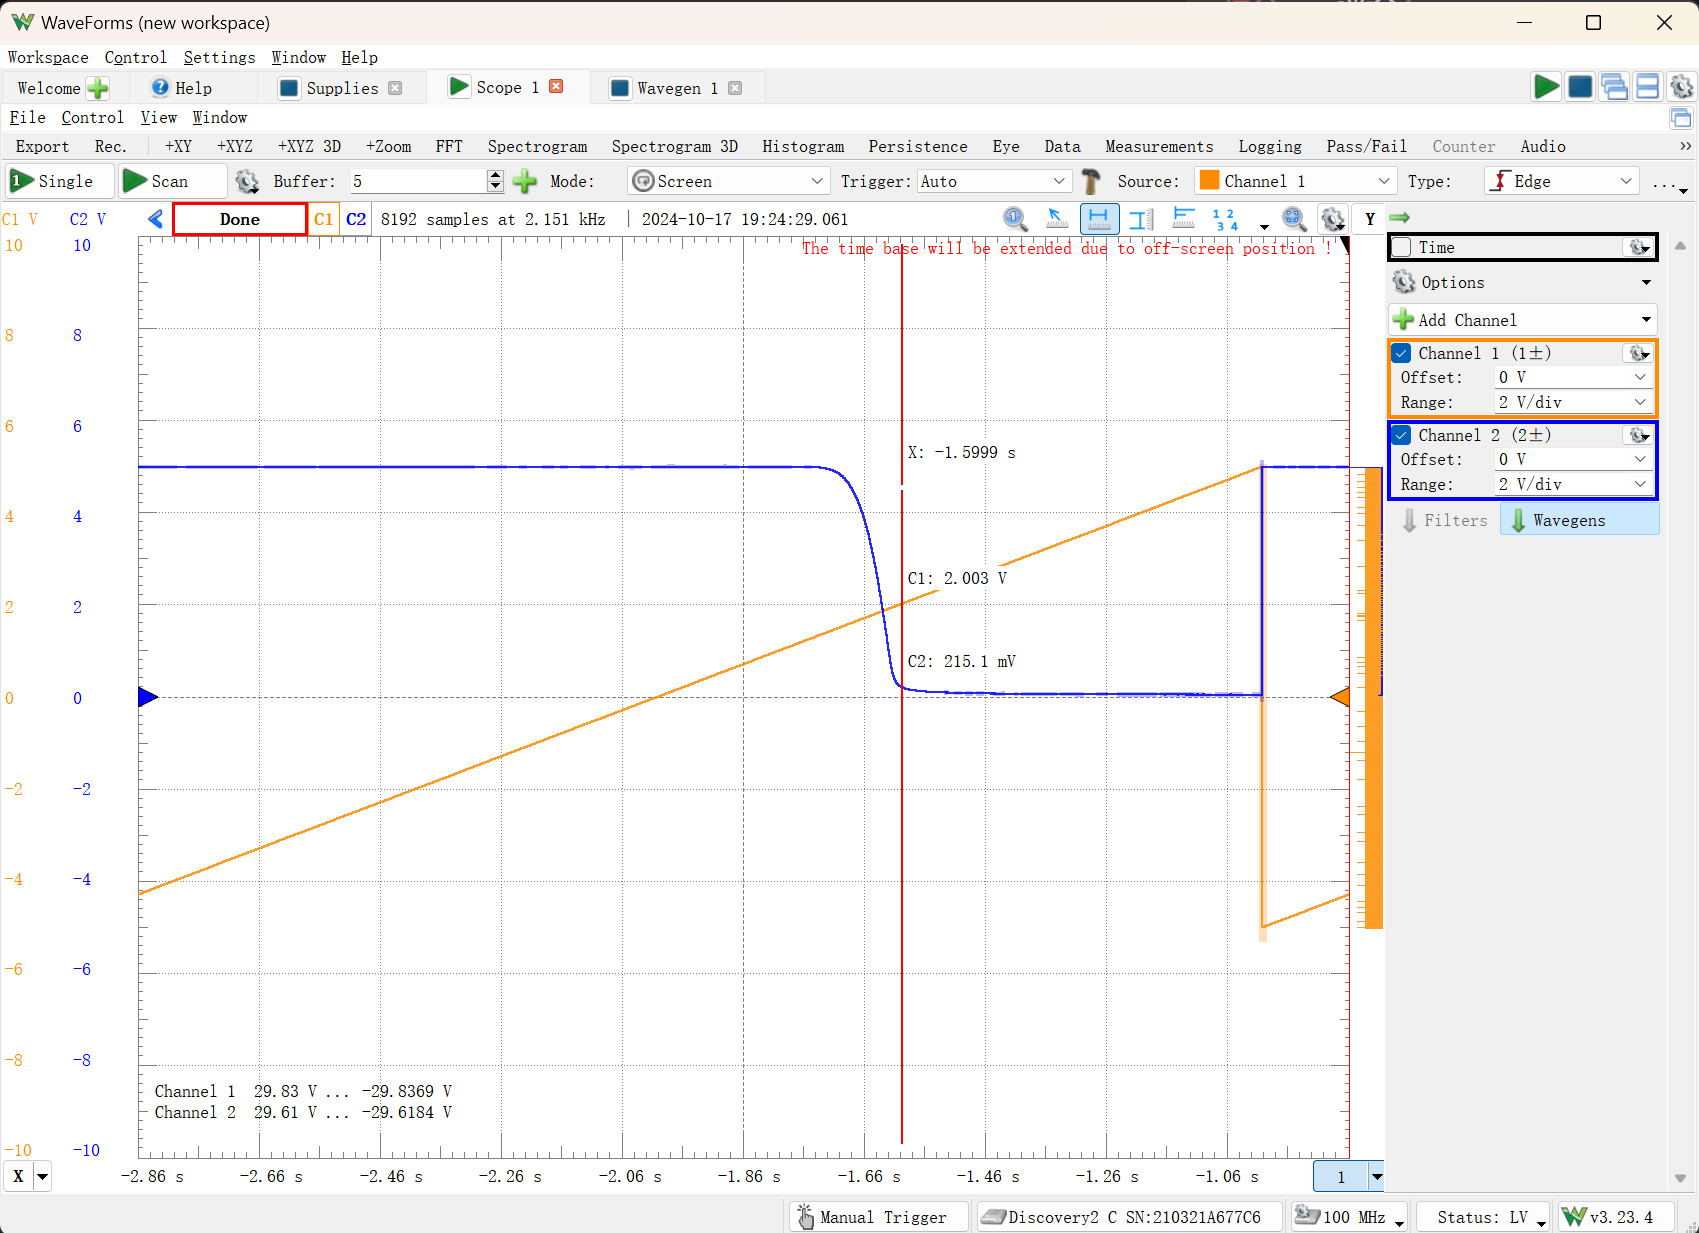 WaveForms (new workspace)
Workspace Control Settings Window Help
Welcome Help Supplies Scope 1 Wavegen 1
File Control View Window
Export Rec. +XY +XYZ +XYZ 3D +Zoom FFT Spectrogram Spectrogram 3D Histogram Persistence Eye Data Measurements Logging Pass/Fail Counter Audio »
1 Single Scan Buffer: 5 Mode: Screen Trigger: Auto Source: Channel 1 Type: Edge ...
C1 V C2 V Done C1 C2 8192 samples at 2.151 kHz | 2024-10-17 19:24:29.061 Y
The time base will be extended due to off-screen position !
10 10
8 8
6 6
4 4
2 2
0 0
-2 -2
-4 -4
-6 -6
-8 -8
-10 -10
X: -1.5999 s
C1: 2.003 V
C2: 215.1 mV
Channel 1 29.83 V ... -29.8369 V
Channel 2 29.61 V ... -29.6184 V
X -2.86 s -2.66 s -2.46 s -2.26 s -2.06 s -1.86 s -1.66 s -1.46 s -1.26 s -1.06 s 1
Time
Options
Add Channel
Channel 1 (1±)
Offset: 0 V
Range: 2 V/div
Channel 2 (2±)
Offset: 0 V
Range: 2 V/div
Filters Wavegens
Manual Trigger Discovery2 C SN:210321A677C6 100 MHz Status: LV v3.23.4